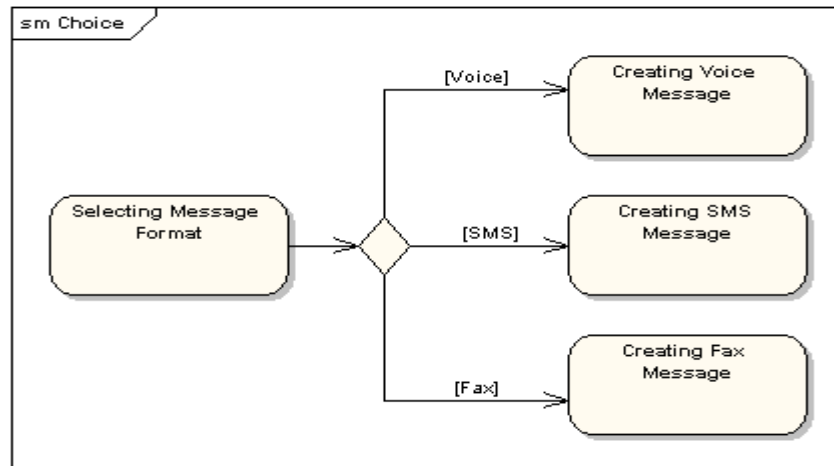 sm Choice
[Voice]
Creating Voice
Message
Selecting Message
Format
[SMS]
Creating SMS
Message
[Fax]
Creating Fax
Message